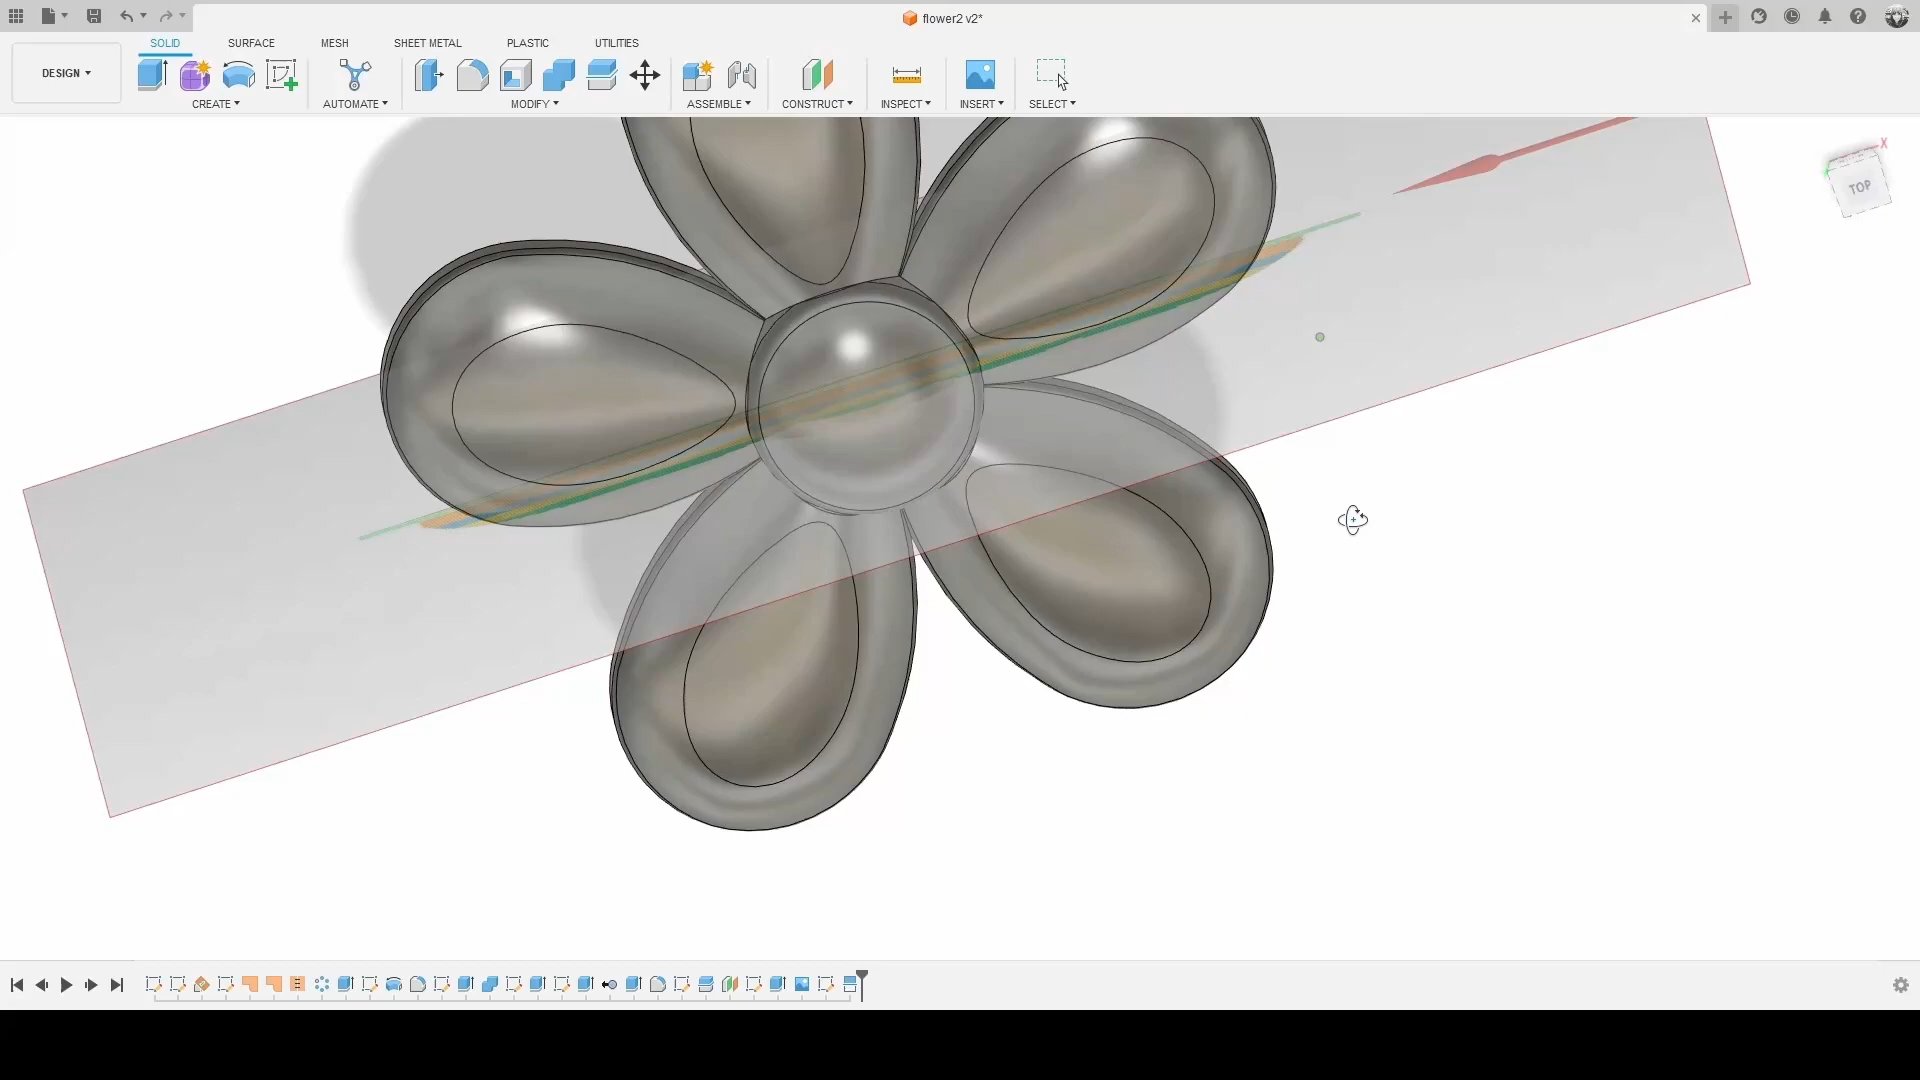 flower2 v2*
SOLID SURFACE MESH SHEET METAL PLASTIC UTILITIES
DESIGN
CREATE AUTOMATE MODIFY ASSEMBLE CONSTRUCT INSPECT INSERT SELECT
X
TOP